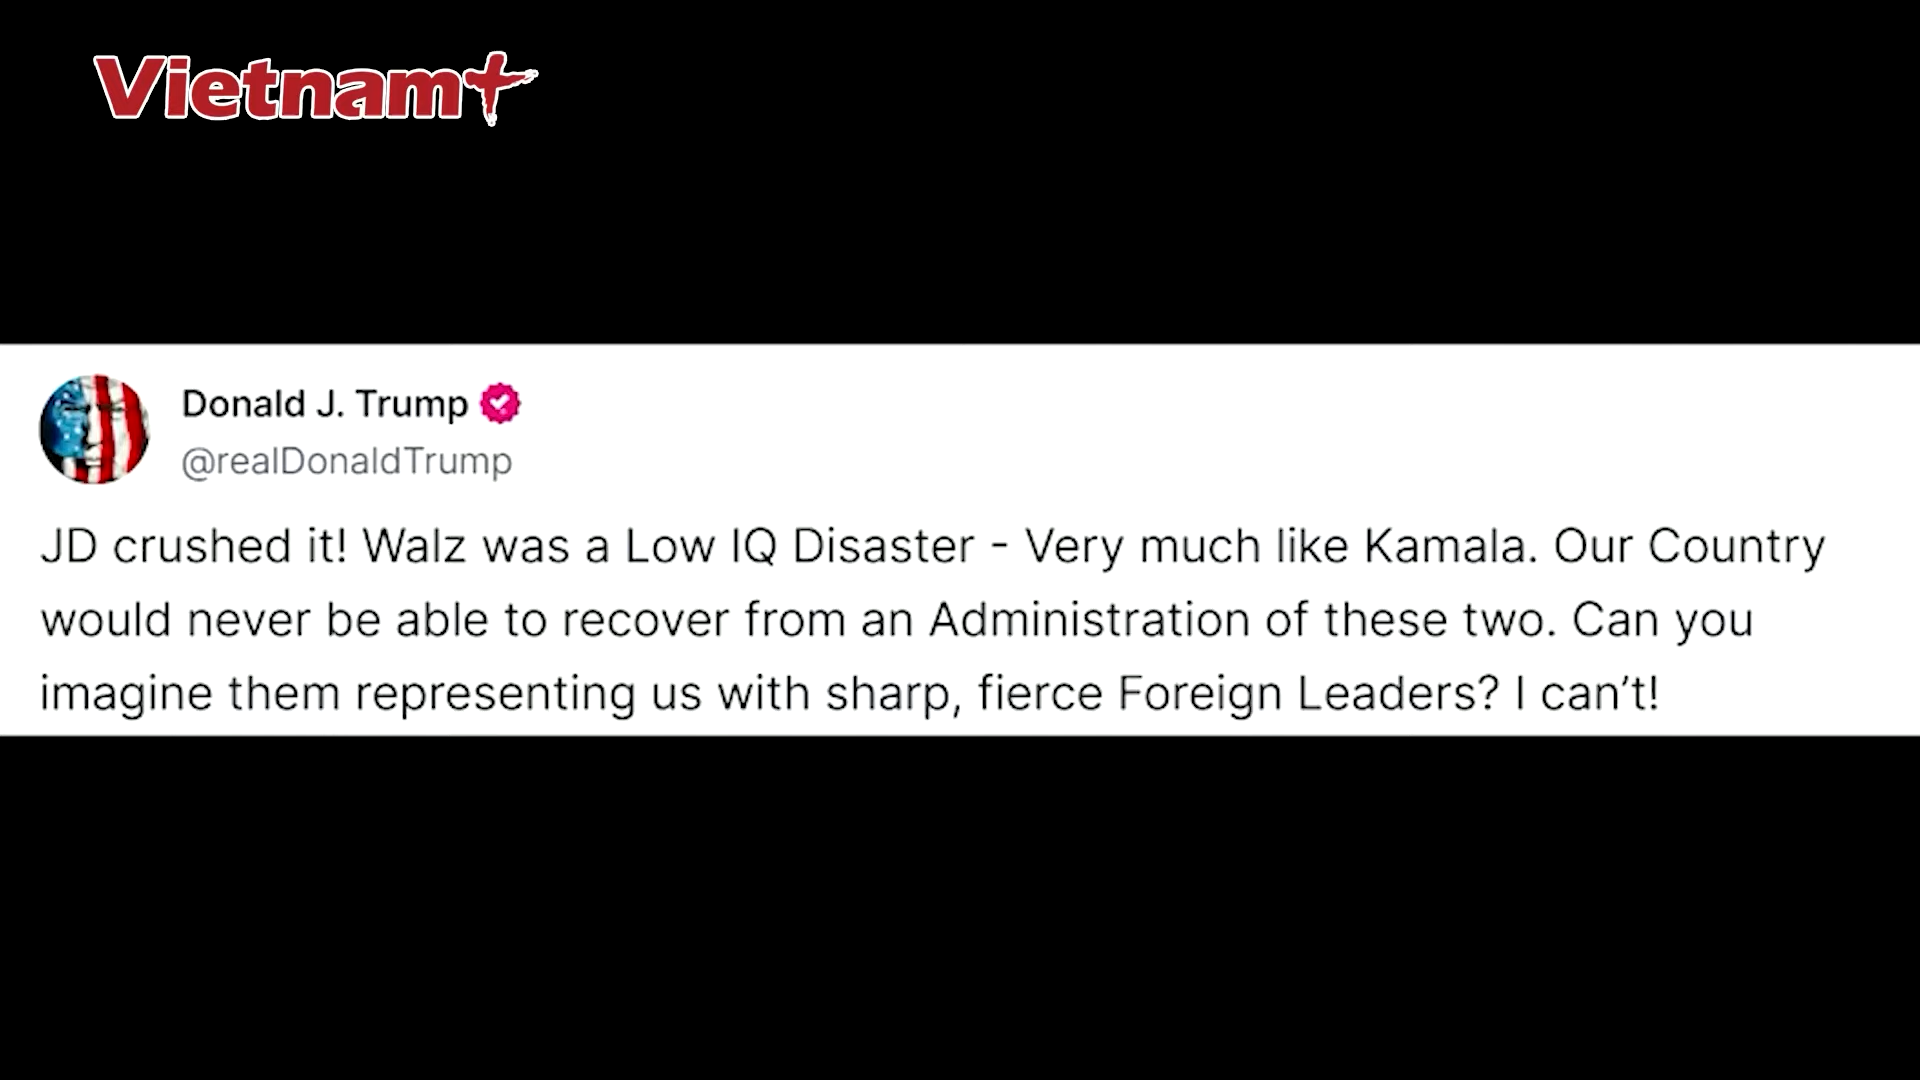 Vietnam+
Donald J. Trump
@realDonaldTrump
JD crushed it! Walz was a Low IQ Disaster - Very much like Kamala. Our Country
would never be able to recover from an Administration of these two. Can you
imagine them representing us with sharp, fierce Foreign Leaders? I can’t!